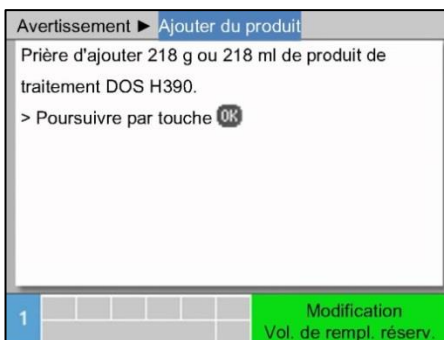 Avertissement ► Ajouter du produit
Prière d'ajouter 218 g ou 218 ml de produit de
traitement DOS H390.
> Poursuivre par touche OK
1
Modification
Vol. de rempl. réserv.